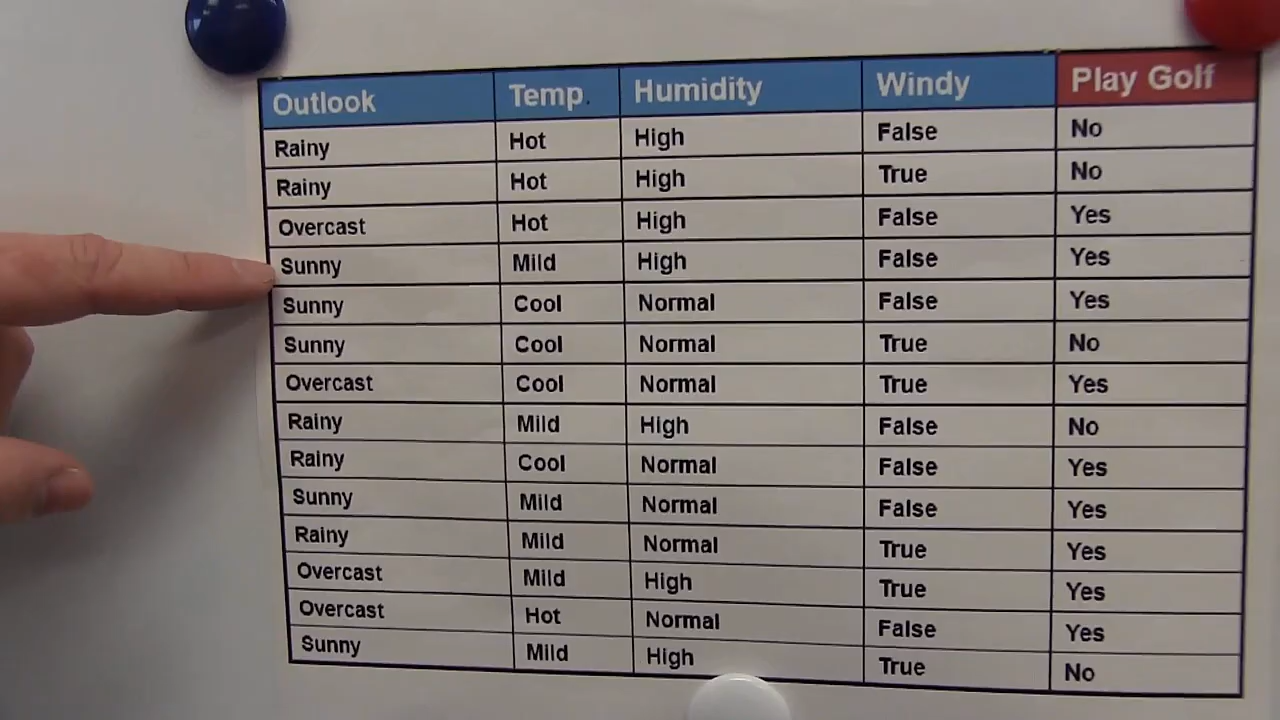 Outlook Temp. Humidity Windy Play Golf
Rainy Hot High False No
Rainy Hot High True No
Overcast Hot High False Yes
Sunny Mild High False Yes
Sunny Cool Normal False Yes
Sunny Cool Normal True No
Overcast Cool Normal True Yes
Rainy Mild High False No
Rainy Cool Normal False Yes
Sunny Mild Normal False Yes
Rainy Mild Normal True Yes
Overcast Mild High True Yes
Overcast Hot Normal False Yes
Sunny Mild High True No